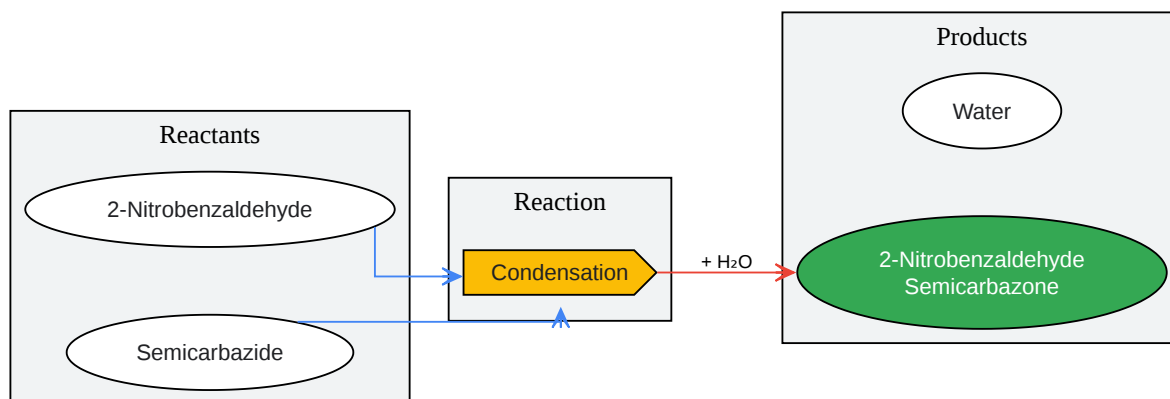 Reactants
2-Nitrobenzaldehyde
Semicarbazide
Reaction
Condensation
+ H₂O
Products
Water
2-Nitrobenzaldehyde
Semicarbazone